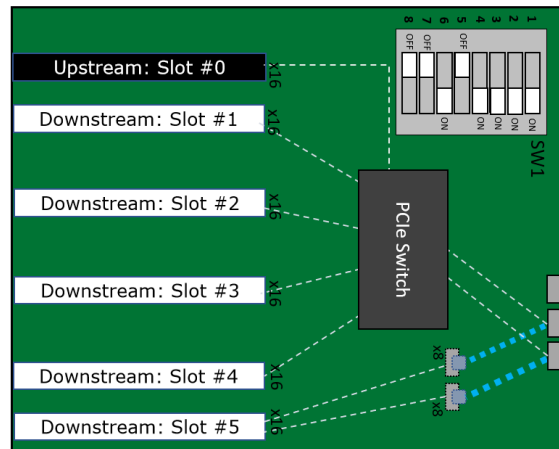 8 7 6 5 4 3 2 1
OFF OFF OFF
ON ON ON ON ON
SW1
Upstream: Slot #0 x16
Downstream: Slot #1 x16
Downstream: Slot #2 x16
PCIe Switch
Downstream: Slot #3 x16
x8
Downstream: Slot #4 x16
x8
Downstream: Slot #5 x16